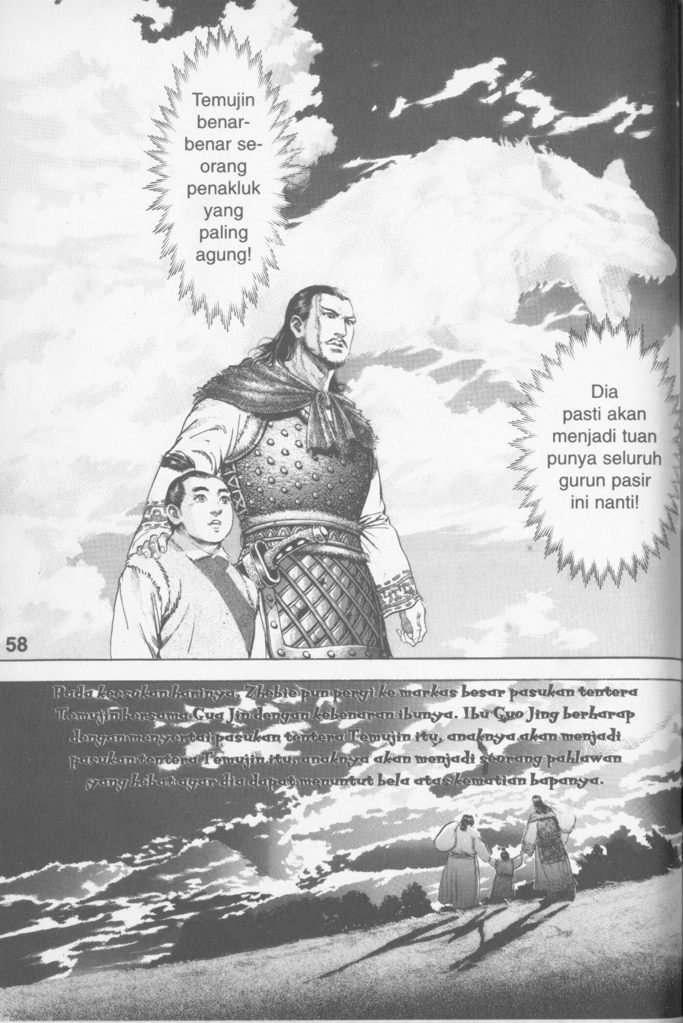 Temujin
benar-
benar se-
orang
penakluk
yang
paling
agung!
Dia
pasti akan
menjadi tuan
punya seluruh
gurun pasir
ini nanti!
58
Pada keesokan harinya, Zhebie pun pergi ke markas besar pasukan tentera
Temujin bersama Gua Jin dengan kebenaran ibunya. Ibu Guo Jing berharap
dengan menyertai pasukan tentera Temujin itu, anaknya akan menjadi
pasukan tentera Temujin itu, anaknya akan menjadi seorang pahlawan
yang hebat agar dia dapat menuntut bela atas kematian bapanya.